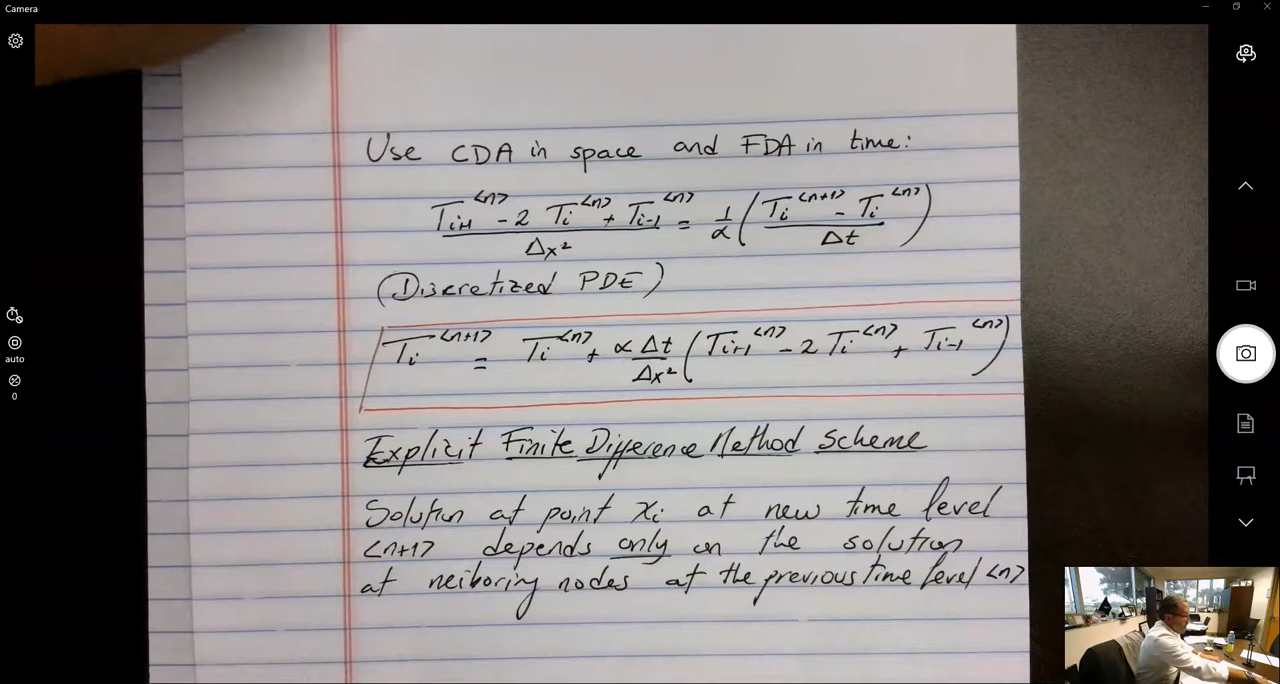 Camera
Use CDA in space and FDA in time:
(T_{i+1}^{<n>} - 2 T_i^{<n>} + T_{i-1}^{<n>}) / Δx² = 1/α ( (T_i^{<n+1>} - T_i^{<n>}) / Δt )
(Discretized PDE)
T_i^{<n+1>} = T_i^{<n>} + α Δt / Δx² ( T_{i+1}^{<n>} - 2 T_i^{<n>} + T_{i-1}^{<n>} )
Explicit Finite Difference Method Scheme
Solution at point x_i at new time level
<n+1> depends only on the solution
at neiboring nodes at the previous time level <n>
auto
0